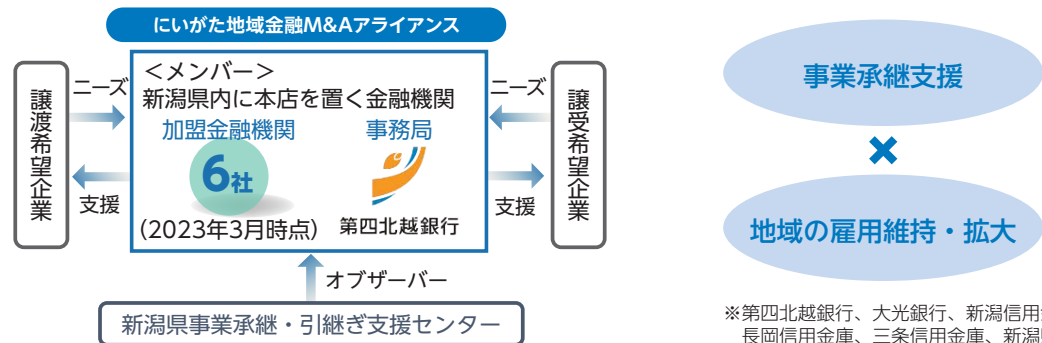 にいがた地域金融M&Aアライアンス
譲渡希望企業
ニーズ
支援
＜メンバー＞
新潟県内に本店を置く金融機関
加盟金融機関
6社
(2023年3月時点)
事務局
第四北越銀行
ニーズ
支援
譲受希望企業
オブザーバー
新潟県事業承継・引継ぎ支援センター
事業承継支援
×
地域の雇用維持・拡大
※第四北越銀行、大光銀行、新潟信用
長岡信用金庫、三条信用金庫、新潟